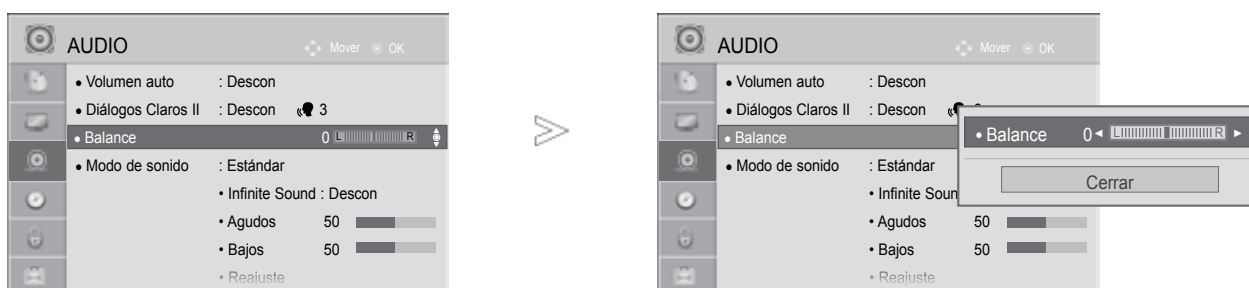 AUDIO
Mover OK
• Volumen auto : Descon
• Diálogos Claros II : Descon 3
• Balance 0 L R
• Modo de sonido : Estándar
• Infinite Sound : Descon
• Agudos 50
• Bajos 50
• Reajuste
AUDIO
Mover OK
• Volumen auto : Descon
• Diálogos Claros II : Descon
• Balance
• Modo de sonido : Estándar
• Infinite Soun
• Agudos 50
• Bajos 50
• Reajuste
• Balance 0 ◄ L R ►
Cerrar